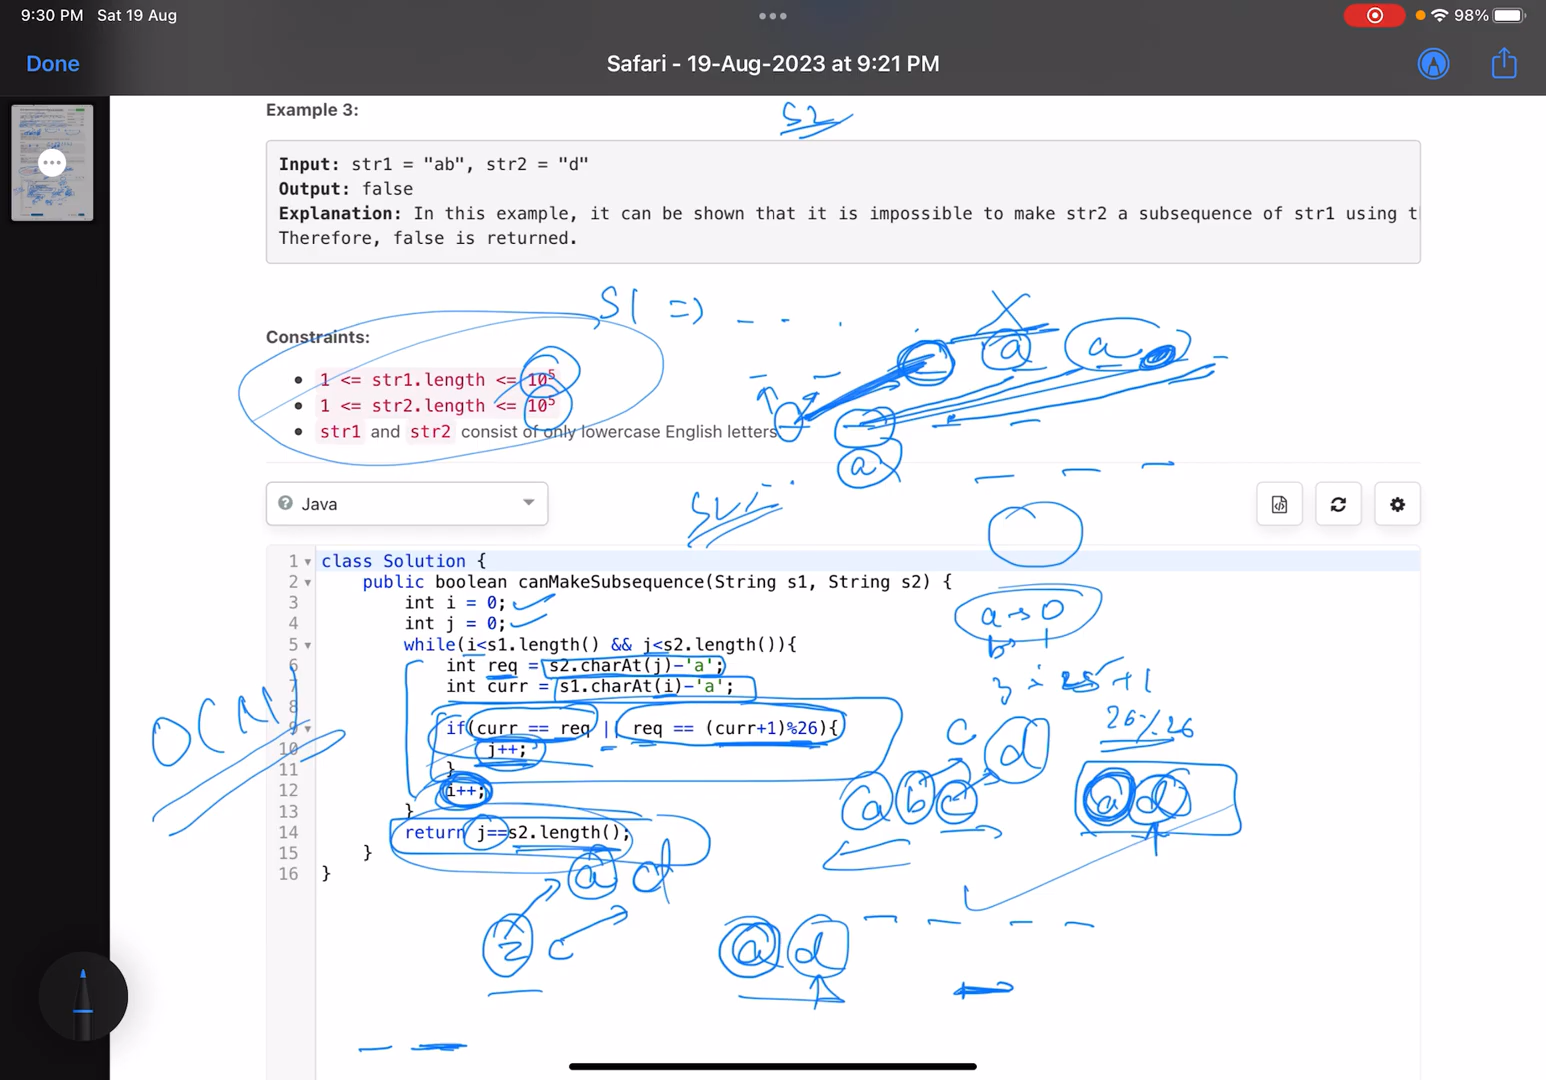 9:30 PM Sat 19 Aug
98%
Done
Safari - 19-Aug-2023 at 9:21 PM
Example 3:
S2
Input: str1 = "ab", str2 = "d"
Output: false
Explanation: In this example, it can be shown that it is impossible to make str2 a subsequence of str1 using t
Therefore, false is returned.
S1 =>
Constraints:
a a
1 <= str1.length <= 10^5
1 <= str2.length <= 10^5
str1 and str2 consist of only lowercase English letters
a
Java
1 class Solution {
2 public boolean canMakeSubsequence(String s1, String s2) {
3 int i = 0;
4 int j = 0;
5 while(i<s1.length() && j<s2.length()){
6 int req = s2.charAt(j)-'a';
7 int curr = s1.charAt(i)-'a';
8
9 if(curr == req || req == (curr+1)%26){
10 j++;
11 }
12 i++;
13 }
14 return j==s2.length();
15 }
16 }
a → 0
b 1
z 25 +1
26%26
O(N)
c d
a b c
a d
a d
z c
a d